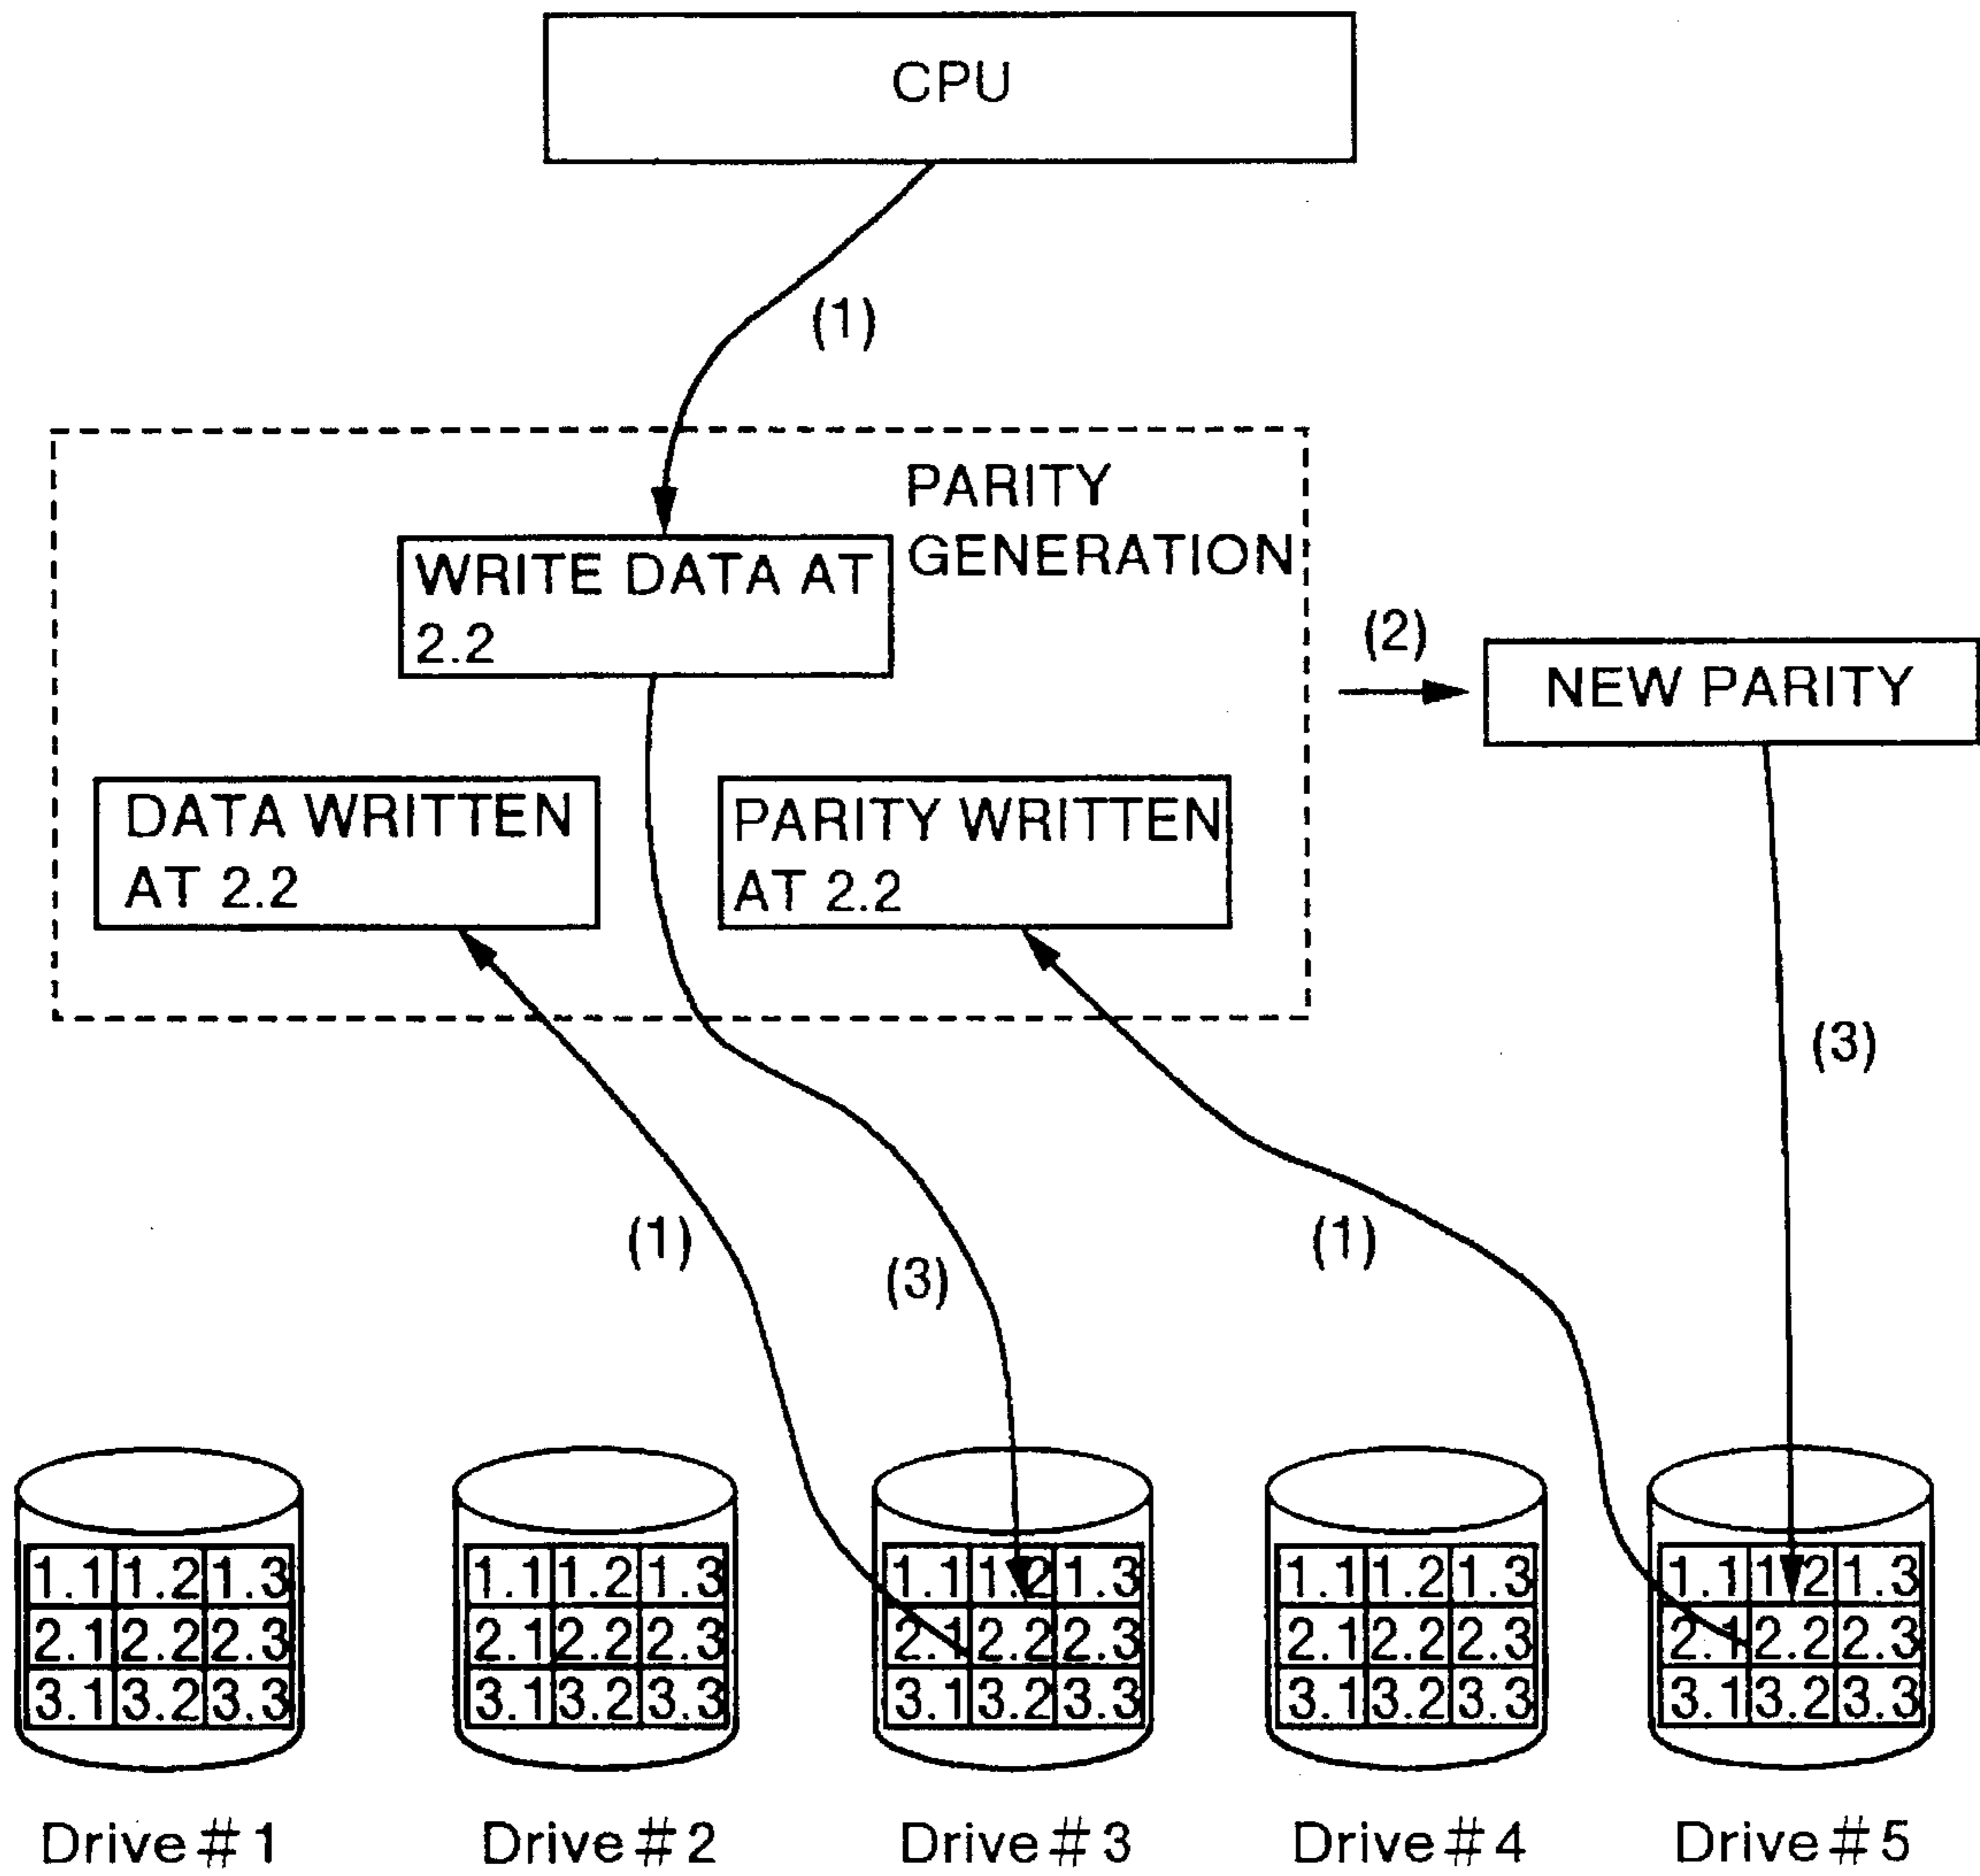 CPU
(1)
PARITY
GENERATION
WRITE DATA AT
2.2
(2)
NEW PARITY
DATA WRITTEN
AT 2.2
PARITY WRITTEN
AT 2.2
(3)
(1)
(3)
(1)
1.1 1.2 1.3
2.1 2.2 2.3
3.1 3.2 3.3
1.1 1.2 1.3
2.1 2.2 2.3
3.1 3.2 3.3
1.1 1.2 1.3
2.1 2.2 2.3
3.1 3.2 3.3
1.1 1.2 1.3
2.1 2.2 2.3
3.1 3.2 3.3
1.1 1.2 1.3
2.1 2.2 2.3
3.1 3.2 3.3
Drive #1
Drive #2
Drive #3
Drive #4
Drive #5